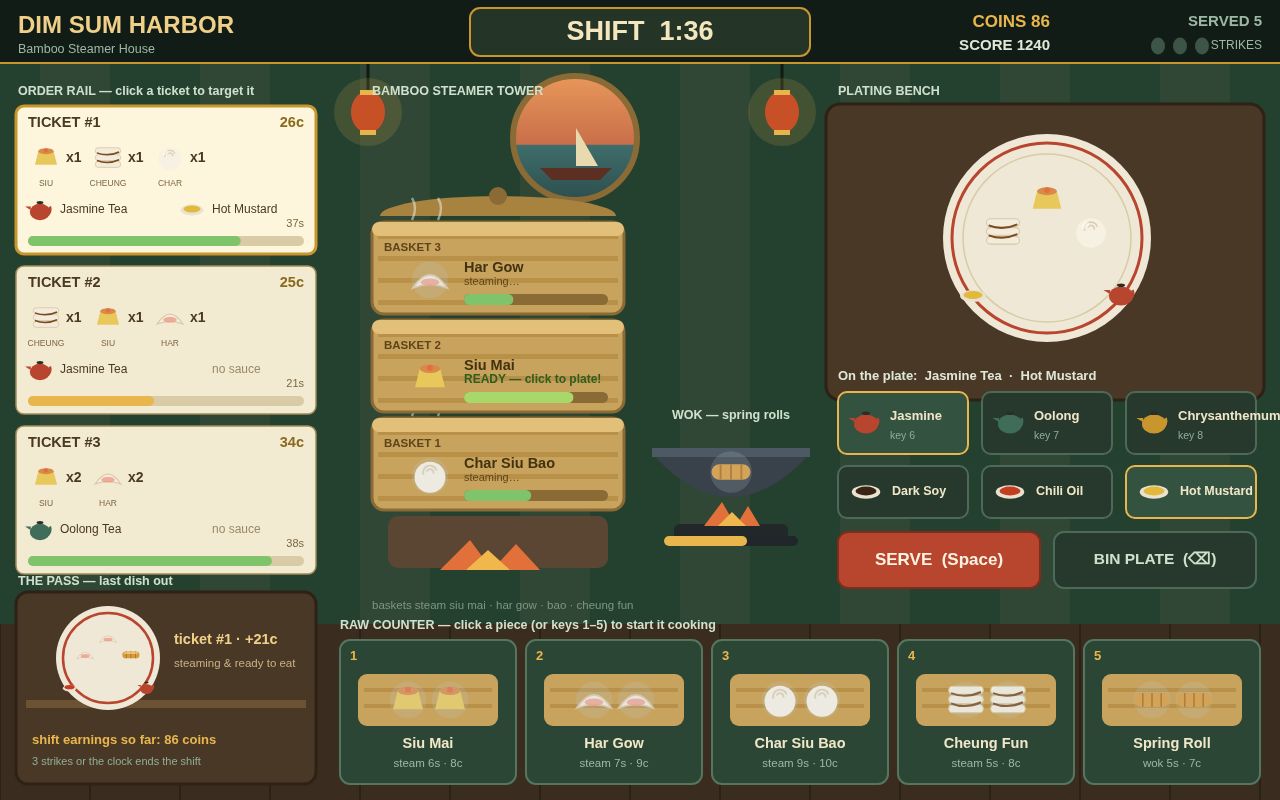 DIM SUM HARBOR
Bamboo Steamer House
SHIFT 1:36
COINS 86
SCORE 1240
SERVED 5
STRIKES
ORDER RAIL — click a ticket to target it
TICKET #1 26c
x1 x1 x1
SIU CHEUNG CHAR
Jasmine Tea Hot Mustard
37s
TICKET #2 25c
x1 x1 x1
CHEUNG SIU HAR
Jasmine Tea no sauce
21s
TICKET #3 34c
x2 x2
SIU HAR
Oolong Tea no sauce
38s
THE PASS — last dish out
ticket #1 · +21c
steaming & ready to eat
shift earnings so far: 86 coins
3 strikes or the clock ends the shift
BAMBOO STEAMER TOWER
BASKET 3
Har Gow
steaming…
BASKET 2
Siu Mai
READY — click to plate!
BASKET 1
Char Siu Bao
steaming…
baskets steam siu mai · har gow · bao · cheung fun
WOK — spring rolls
PLATING BENCH
On the plate: Jasmine Tea · Hot Mustard
Jasmine
key 6
Oolong
key 7
Chrysanthemum
key 8
Dark Soy
Chili Oil
Hot Mustard
SERVE (Space)
BIN PLATE (⌫)
RAW COUNTER — click a piece (or keys 1–5) to start it cooking
1
Siu Mai
steam 6s · 8c
2
Har Gow
steam 7s · 9c
3
Char Siu Bao
steam 9s · 10c
4
Cheung Fun
steam 5s · 8c
5
Spring Roll
wok 5s · 7c